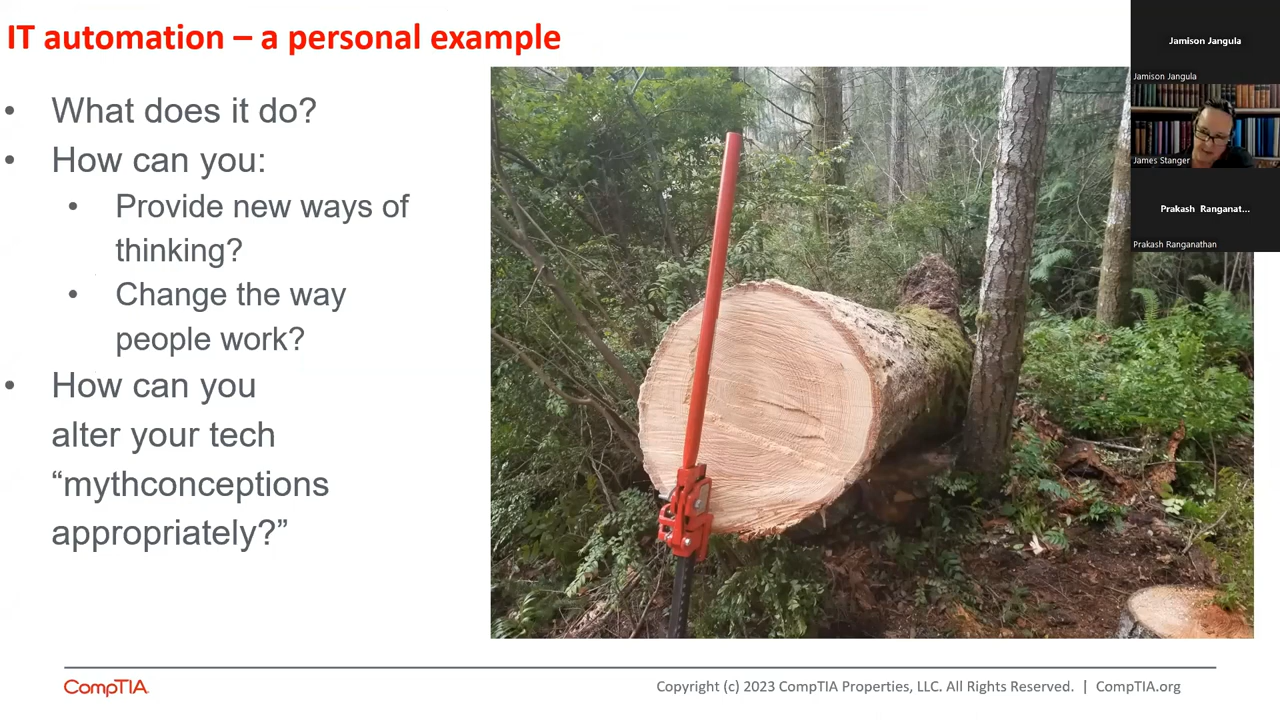 IT automation – a personal example
• What does it do?
• How can you:
• Provide new ways of
thinking?
• Change the way
people work?
• How can you
alter your tech
“mythconceptions
appropriately?”
CompTIA.
Copyright (c) 2023 CompTIA Properties, LLC. All Rights Reserved. | CompTIA.org
Jamison Jangula
Jamison Jangula
James Stanger
Prakash Ranganat...
Prakash Ranganathan